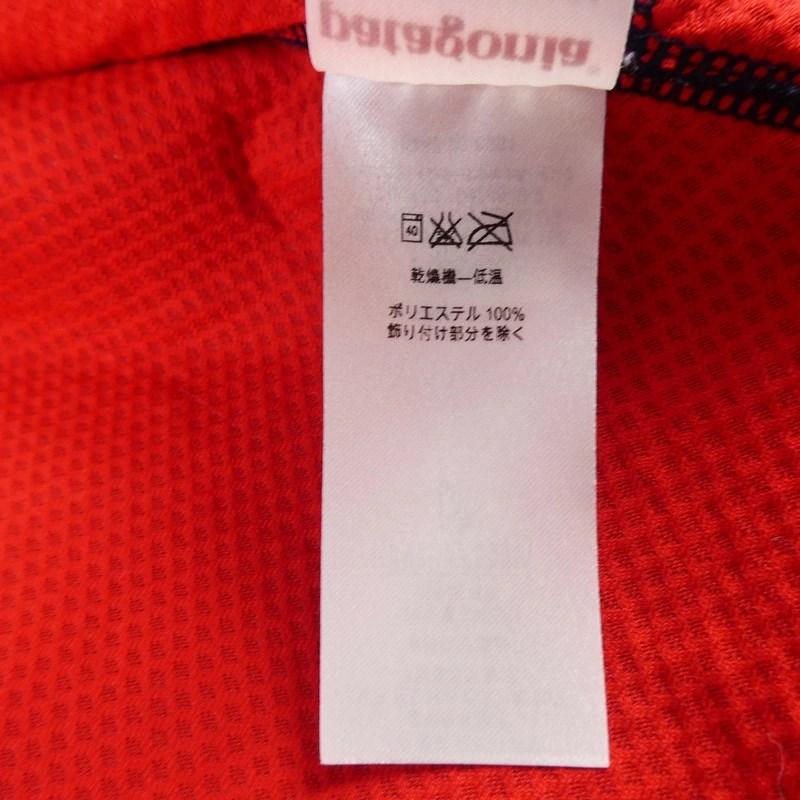 patagonia®
40
乾燥機—低温
ポリエステル 100%
飾り付け部分を除く